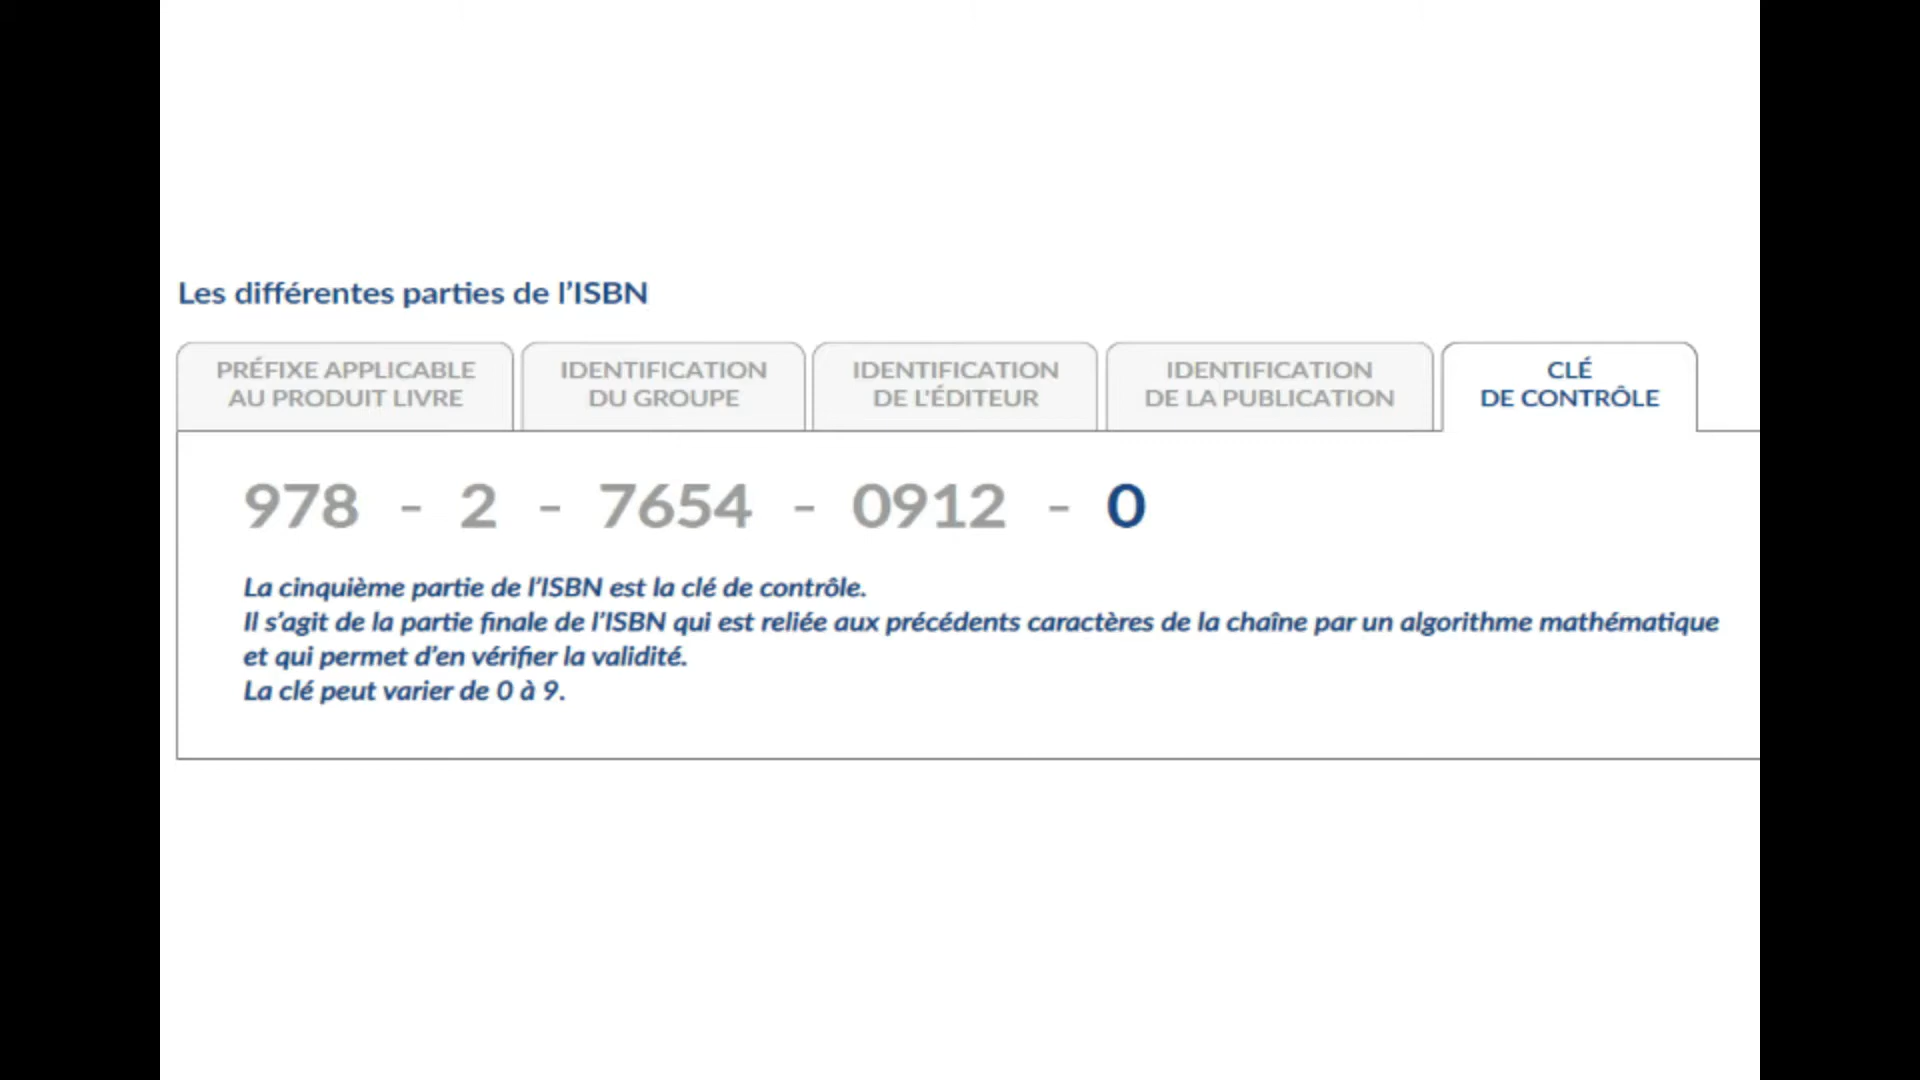 Les différentes parties de l’ISBN
PRÉFIXE APPLICABLE
AU PRODUIT LIVRE
IDENTIFICATION
DU GROUPE
IDENTIFICATION
DE L’ÉDITEUR
IDENTIFICATION
DE LA PUBLICATION
CLÉ
DE CONTRÔLE
978 - 2 - 7654 - 0912 - 0
La cinquième partie de l’ISBN est la clé de contrôle.
Il s’agit de la partie finale de l’ISBN qui est reliée aux précédents caractères de la chaîne par un algorithme mathématique
et qui permet d’en vérifier la validité.
La clé peut varier de 0 à 9.